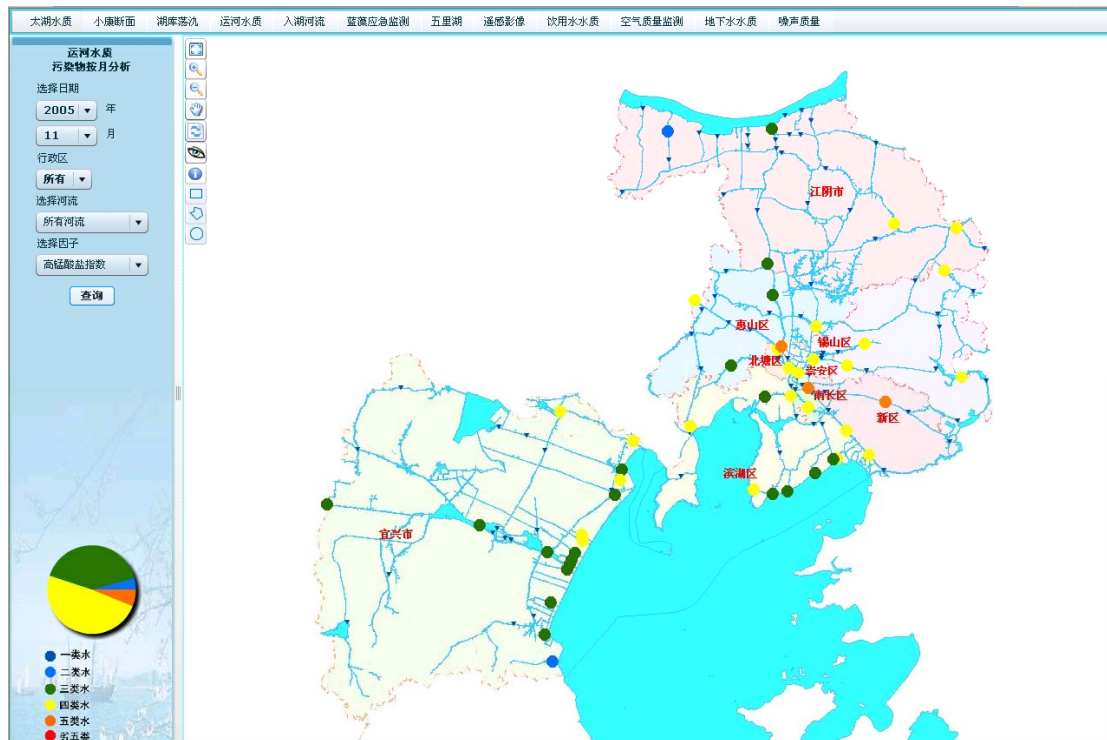 太湖水质 小康断面 湖库荡氿 运河水质 入湖河流 蓝藻应急监测 五里湖 遥感影像 饮用水水质 空气质量监测 地下水水质 噪声质量
运河水质
污染物按月分析
选择日期
2005 年
11 月
行政区
所有
选择河流
所有河流
选择因子
高锰酸盐指数
查询
一类水
二类水
三类水
四类水
五类水
劣五类
江阴市
惠山区
锡山区
北塘区
崇安区
南长区
新区
滨湖区
宜兴市